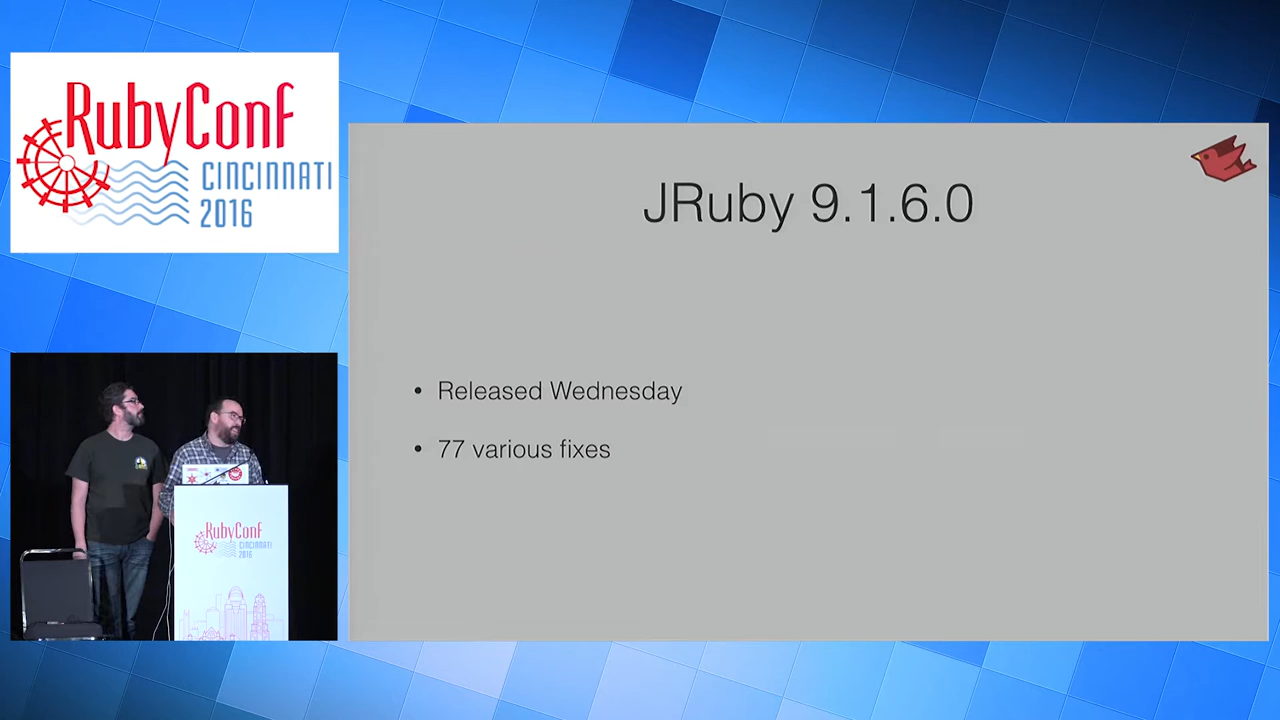 RubyConf
CINCINNATI
2016
JRuby 9.1.6.0
• Released Wednesday
• 77 various fixes
RubyConf
CINCINNATI
2016